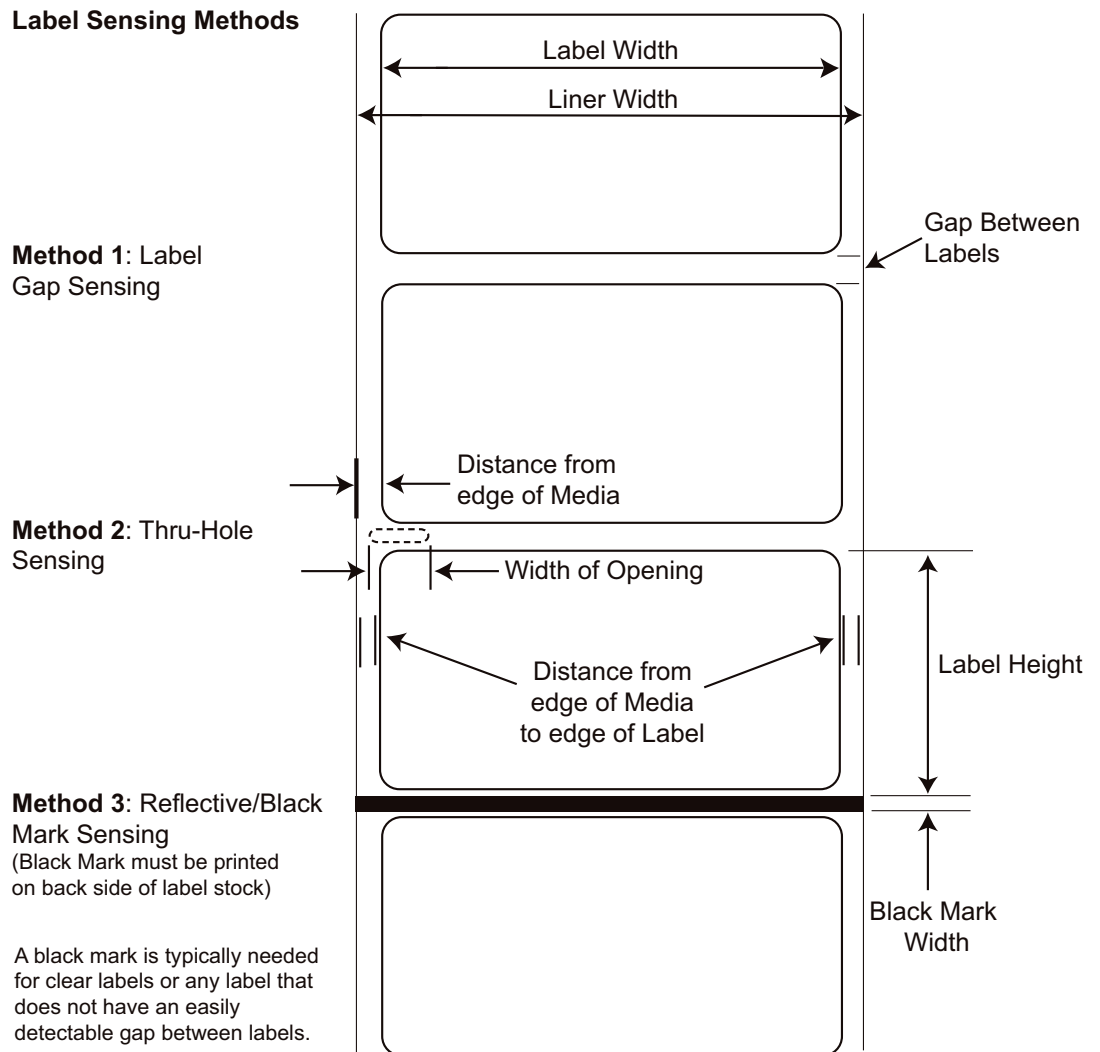 Label Sensing Methods
Label Width
Liner Width
Gap Between
Labels
Method 1: Label
Gap Sensing
Distance from
edge of Media
Method 2: Thru-Hole
Sensing
Width of Opening
Distance from
edge of Media
to edge of Label
Label Height
Method 3: Reflective/Black
Mark Sensing
(Black Mark must be printed
on back side of label stock)
Black Mark
Width
A black mark is typically needed
for clear labels or any label that
does not have an easily
detectable gap between labels.